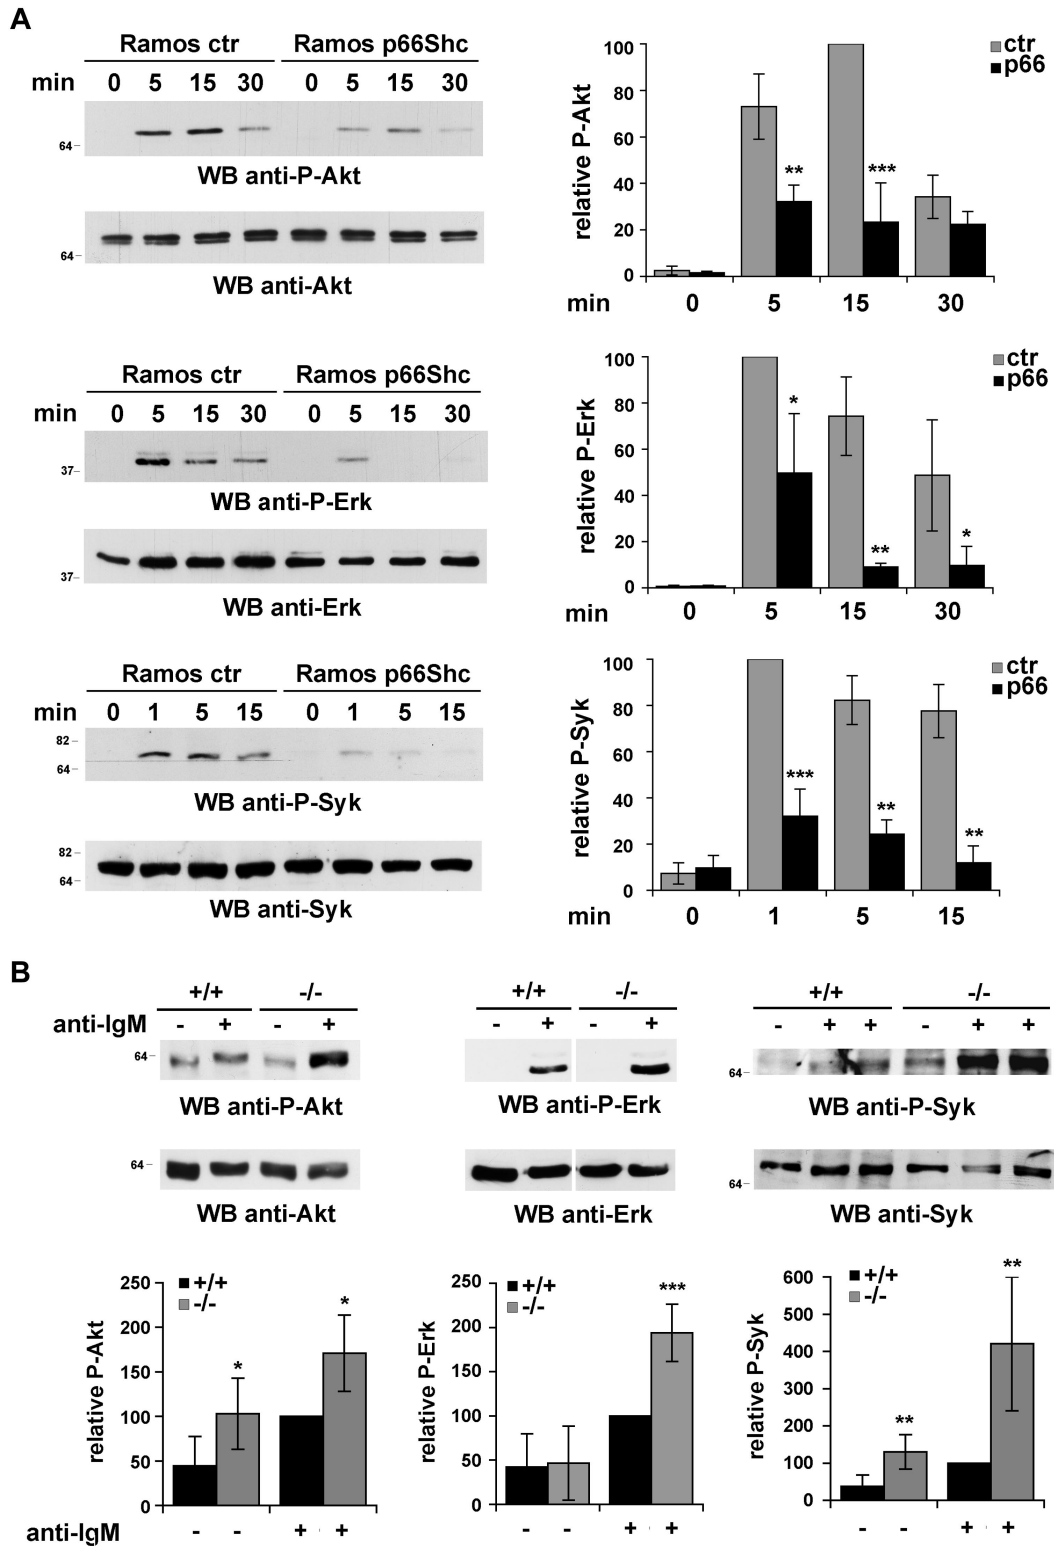 A
Ramos ctr Ramos p66Shc
min 0 5 15 30 0 5 15 30
64
WB anti-P-Akt
64
WB anti-Akt
100
80
60
40
20
0
relative P-Akt
ctr
p66
**
***
min 0 5 15 30
Ramos ctr Ramos p66Shc
min 0 5 15 30 0 5 15 30
37
WB anti-P-Erk
37
WB anti-Erk
100
80
60
40
20
0
relative P-Erk
ctr
p66
*
**
*
min 0 5 15 30
Ramos ctr Ramos p66Shc
min 0 1 5 15 0 1 5 15
82
64
WB anti-P-Syk
82
64
WB anti-Syk
100
80
60
40
20
0
relative P-Syk
ctr
p66
***
**
**
min 0 1 5 15
B
+/+ -/-
anti-IgM - + - +
64
WB anti-P-Akt
64
WB anti-Akt
+/+ -/-
- + - +
WB anti-P-Erk
WB anti-Erk
+/+ -/-
- + + - + +
64
WB anti-P-Syk
64
WB anti-Syk
250
200
150
100
50
0
relative P-Akt
+/+
-/-
*
*
anti-IgM - - + +
250
200
150
100
50
0
relative P-Erk
+/+
-/-
***
- - + +
600
500
400
300
200
100
0
relative P-Syk
+/+
-/-
**
**
- - + +